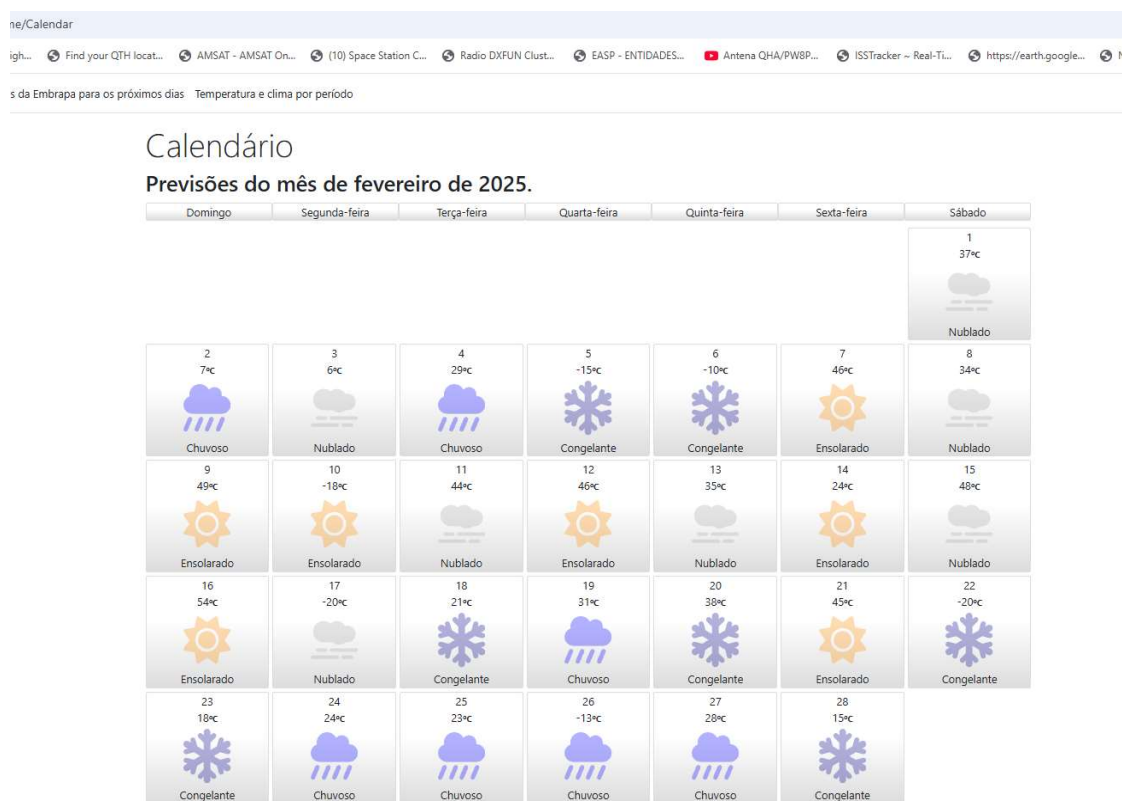 ne/Calendar
igh... Find your QTH locat... AMSAT - AMSAT On... (10) Space Station C... Radio DXFUN Clust... EASP - ENTIDADES... Antena QHA/PW8P... ISSTracker ~ Real-Ti... https://earth.google... N
s da Embrapa para os próximos dias Temperatura e clima por período
Calendário
Previsões do mês de fevereiro de 2025.
Domingo Segunda-feira Terça-feira Quarta-feira Quinta-feira Sexta-feira Sábado
1
37ºc
Nublado
2 3 4 5 6 7 8
7ºc 6ºc 29ºc -15ºc -10ºc 46ºc 34ºc
Chuvoso Nublado Chuvoso Congelante Congelante Ensolarado Nublado
9 10 11 12 13 14 15
49ºc -18ºc 44ºc 46ºc 35ºc 24ºc 48ºc
Ensolarado Ensolarado Nublado Ensolarado Nublado Ensolarado Nublado
16 17 18 19 20 21 22
54ºc -20ºc 21ºc 31ºc 38ºc 45ºc -20ºc
Ensolarado Nublado Congelante Chuvoso Congelante Ensolarado Congelante
23 24 25 26 27 28
18ºc 24ºc 23ºc -13ºc 28ºc 15ºc
Congelante Chuvoso Chuvoso Chuvoso Chuvoso Congelante